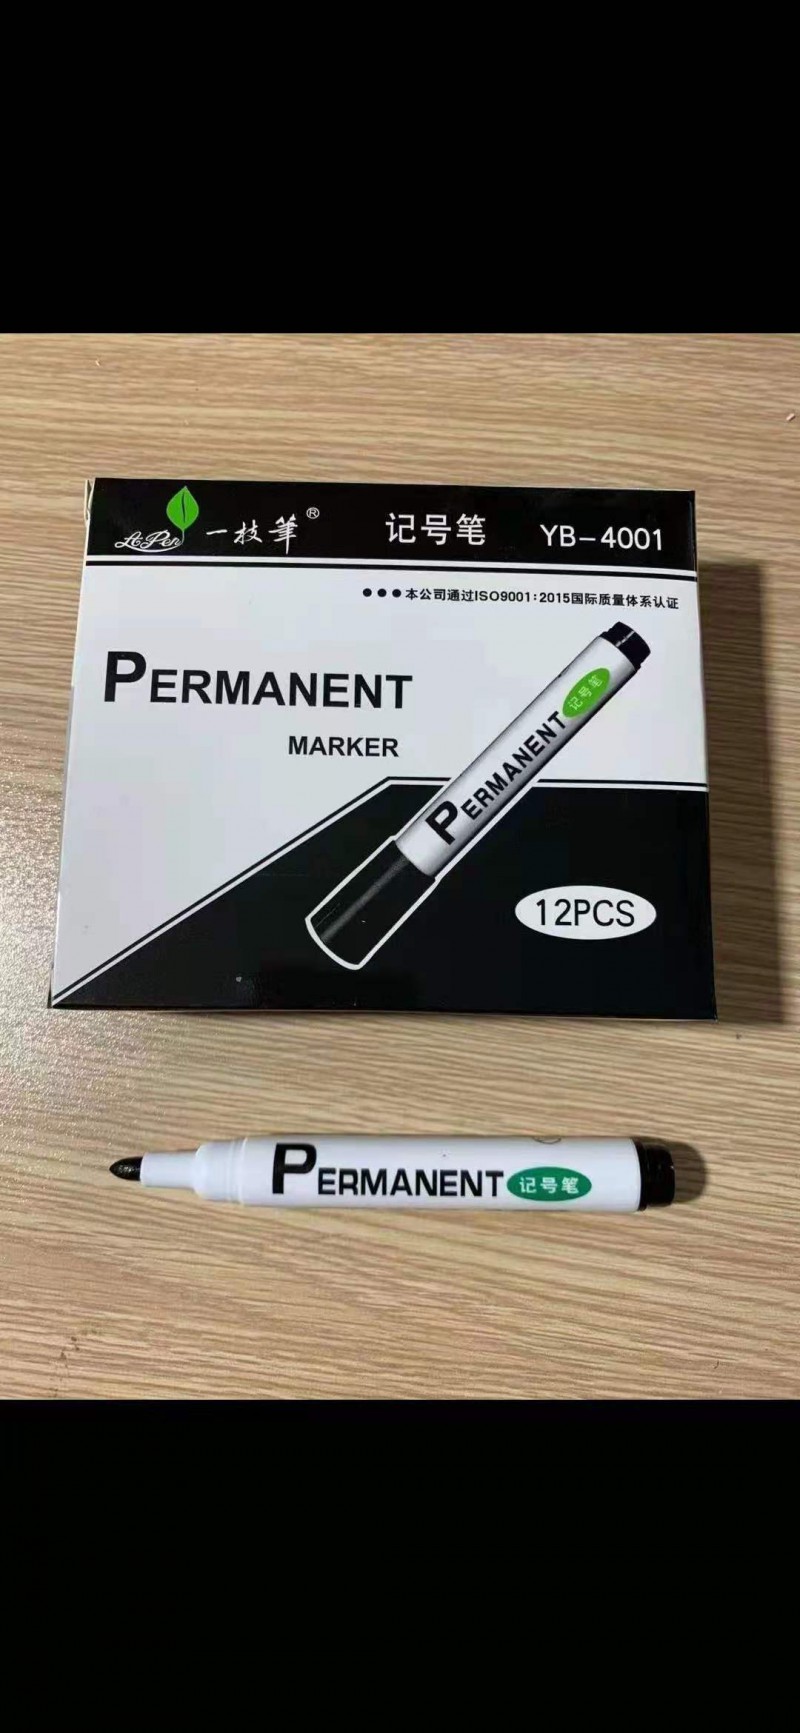 LePen 一枝筆® 记号笔 YB-4001
●●●本公司通过ISO9001:2015国际质量体系认证
PERMANENT
MARKER
PERMANENT 记号笔
12PCS
PERMANENT 记号笔